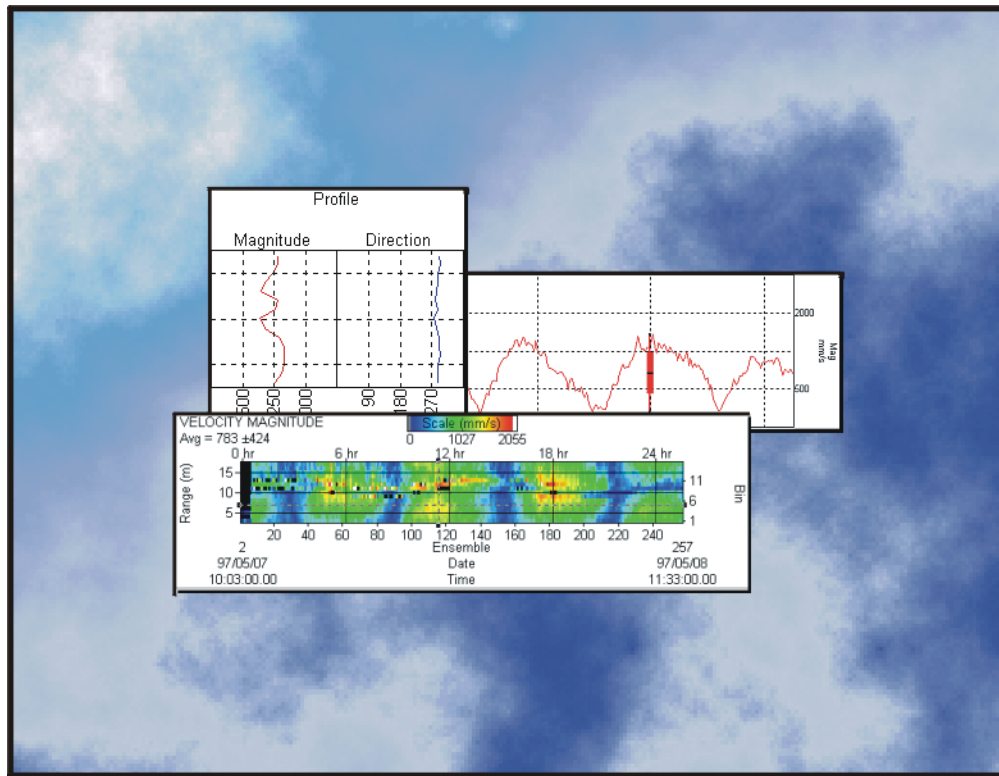 Profile
Magnitude Direction
90 180 270
2000
500
Mag
mm/s
VELOCITY MAGNITUDE
Scale (mm/s)
Avg = 783 ±424
0 1027 2055
0 hr 6 hr 12 hr 18 hr 24 hr
Range (m)
15
10
5
11
6
1
Bin
20 40 60 80 100 120 140 160 180 200 220 240
2 Ensemble 257
97/05/07 Date 97/05/08
10:03:00.00 Time 11:33:00.00